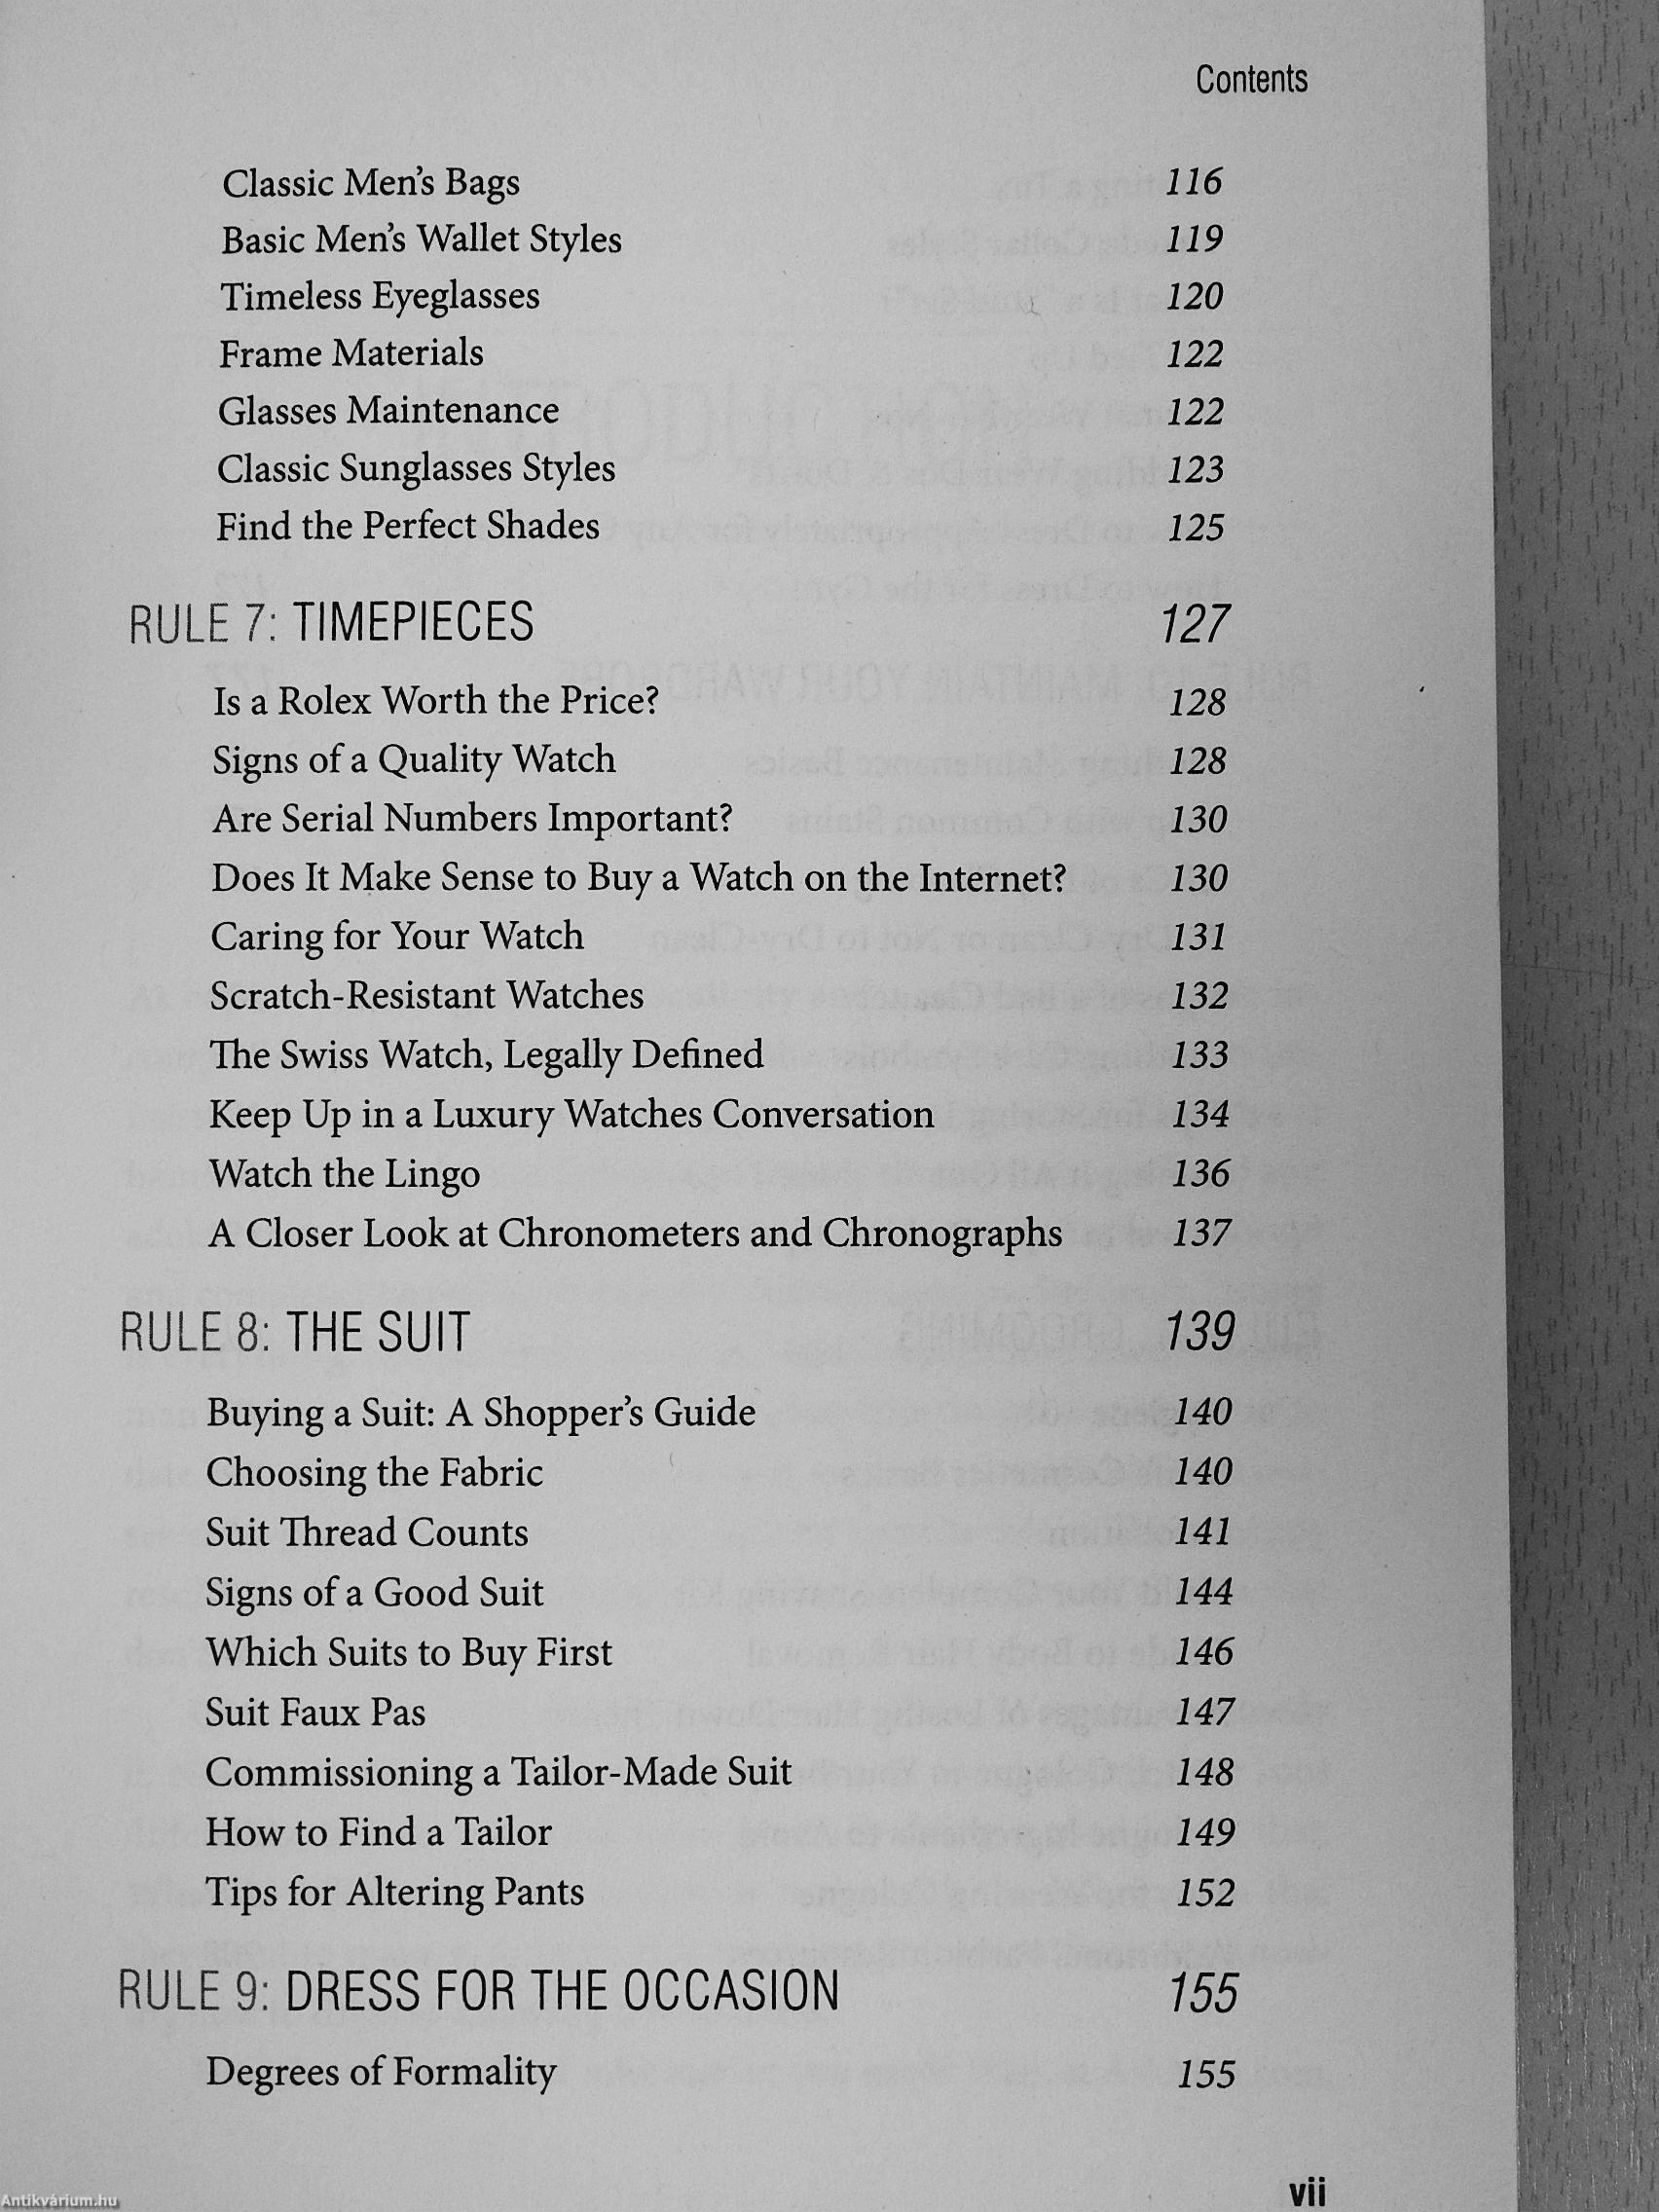 Contents
Classic Men's Bags 116
Basic Men's Wallet Styles 119
Timeless Eyeglasses 120
Frame Materials 122
Glasses Maintenance 122
Classic Sunglasses Styles 123
Find the Perfect Shades 125
RULE 7: TIMEPIECES 127
Is a Rolex Worth the Price? 128
Signs of a Quality Watch 128
Are Serial Numbers Important? 130
Does It Make Sense to Buy a Watch on the Internet? 130
Caring for Your Watch 131
Scratch-Resistant Watches 132
The Swiss Watch, Legally Defined 133
Keep Up in a Luxury Watches Conversation 134
Watch the Lingo 136
A Closer Look at Chronometers and Chronographs 137
RULE 8: THE SUIT 139
Buying a Suit: A Shopper's Guide 140
Choosing the Fabric 140
Suit Thread Counts 141
Signs of a Good Suit 144
Which Suits to Buy First 146
Suit Faux Pas 147
Commissioning a Tailor-Made Suit 148
How to Find a Tailor 149
Tips for Altering Pants 152
RULE 9: DRESS FOR THE OCCASION 155
Degrees of Formality 155
vii
Antikvárium.hu